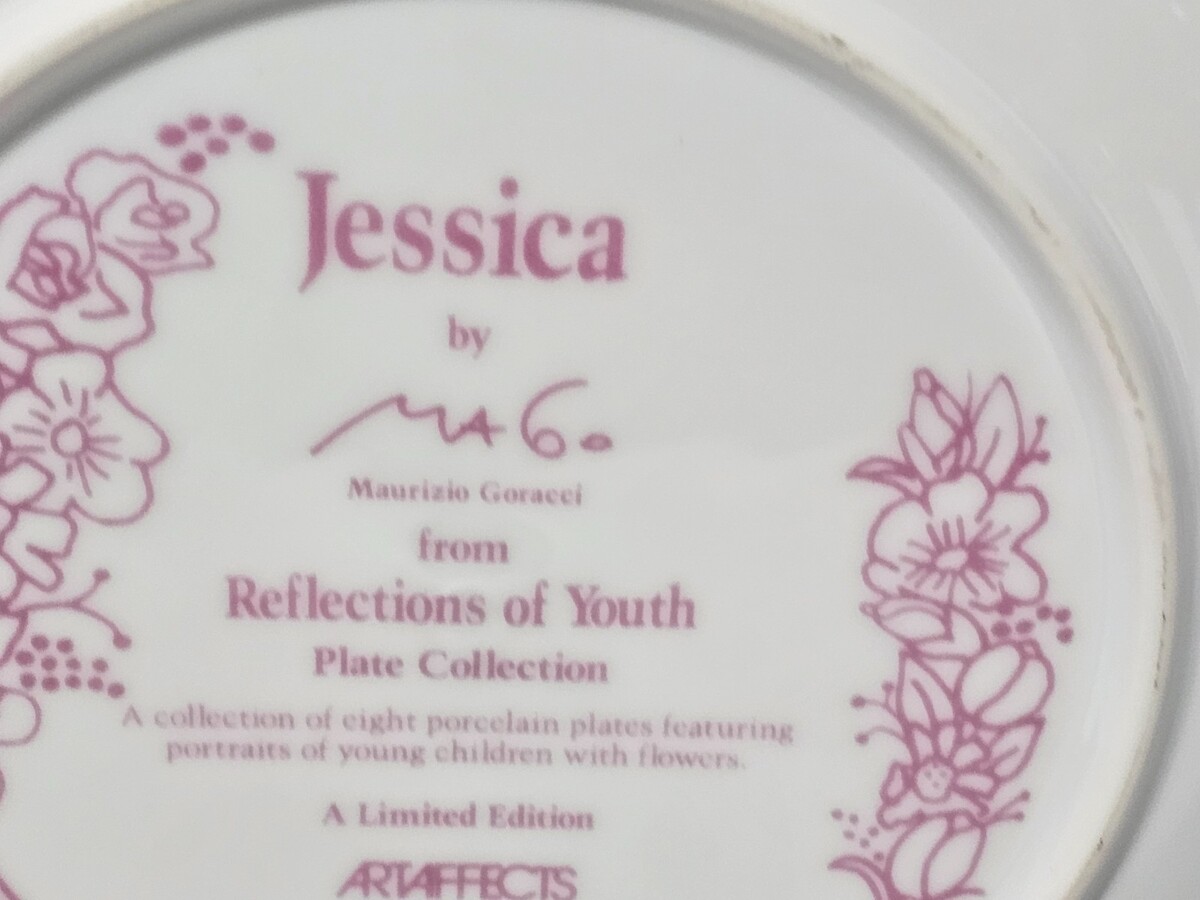 Jessica
by
MAGo
Maurizio Goracci
from
Reflections of Youth
Plate Collection
A collection of eight porcelain plates featuring
portraits of young children with flowers.
A Limited Edition
ARTAFFECTS